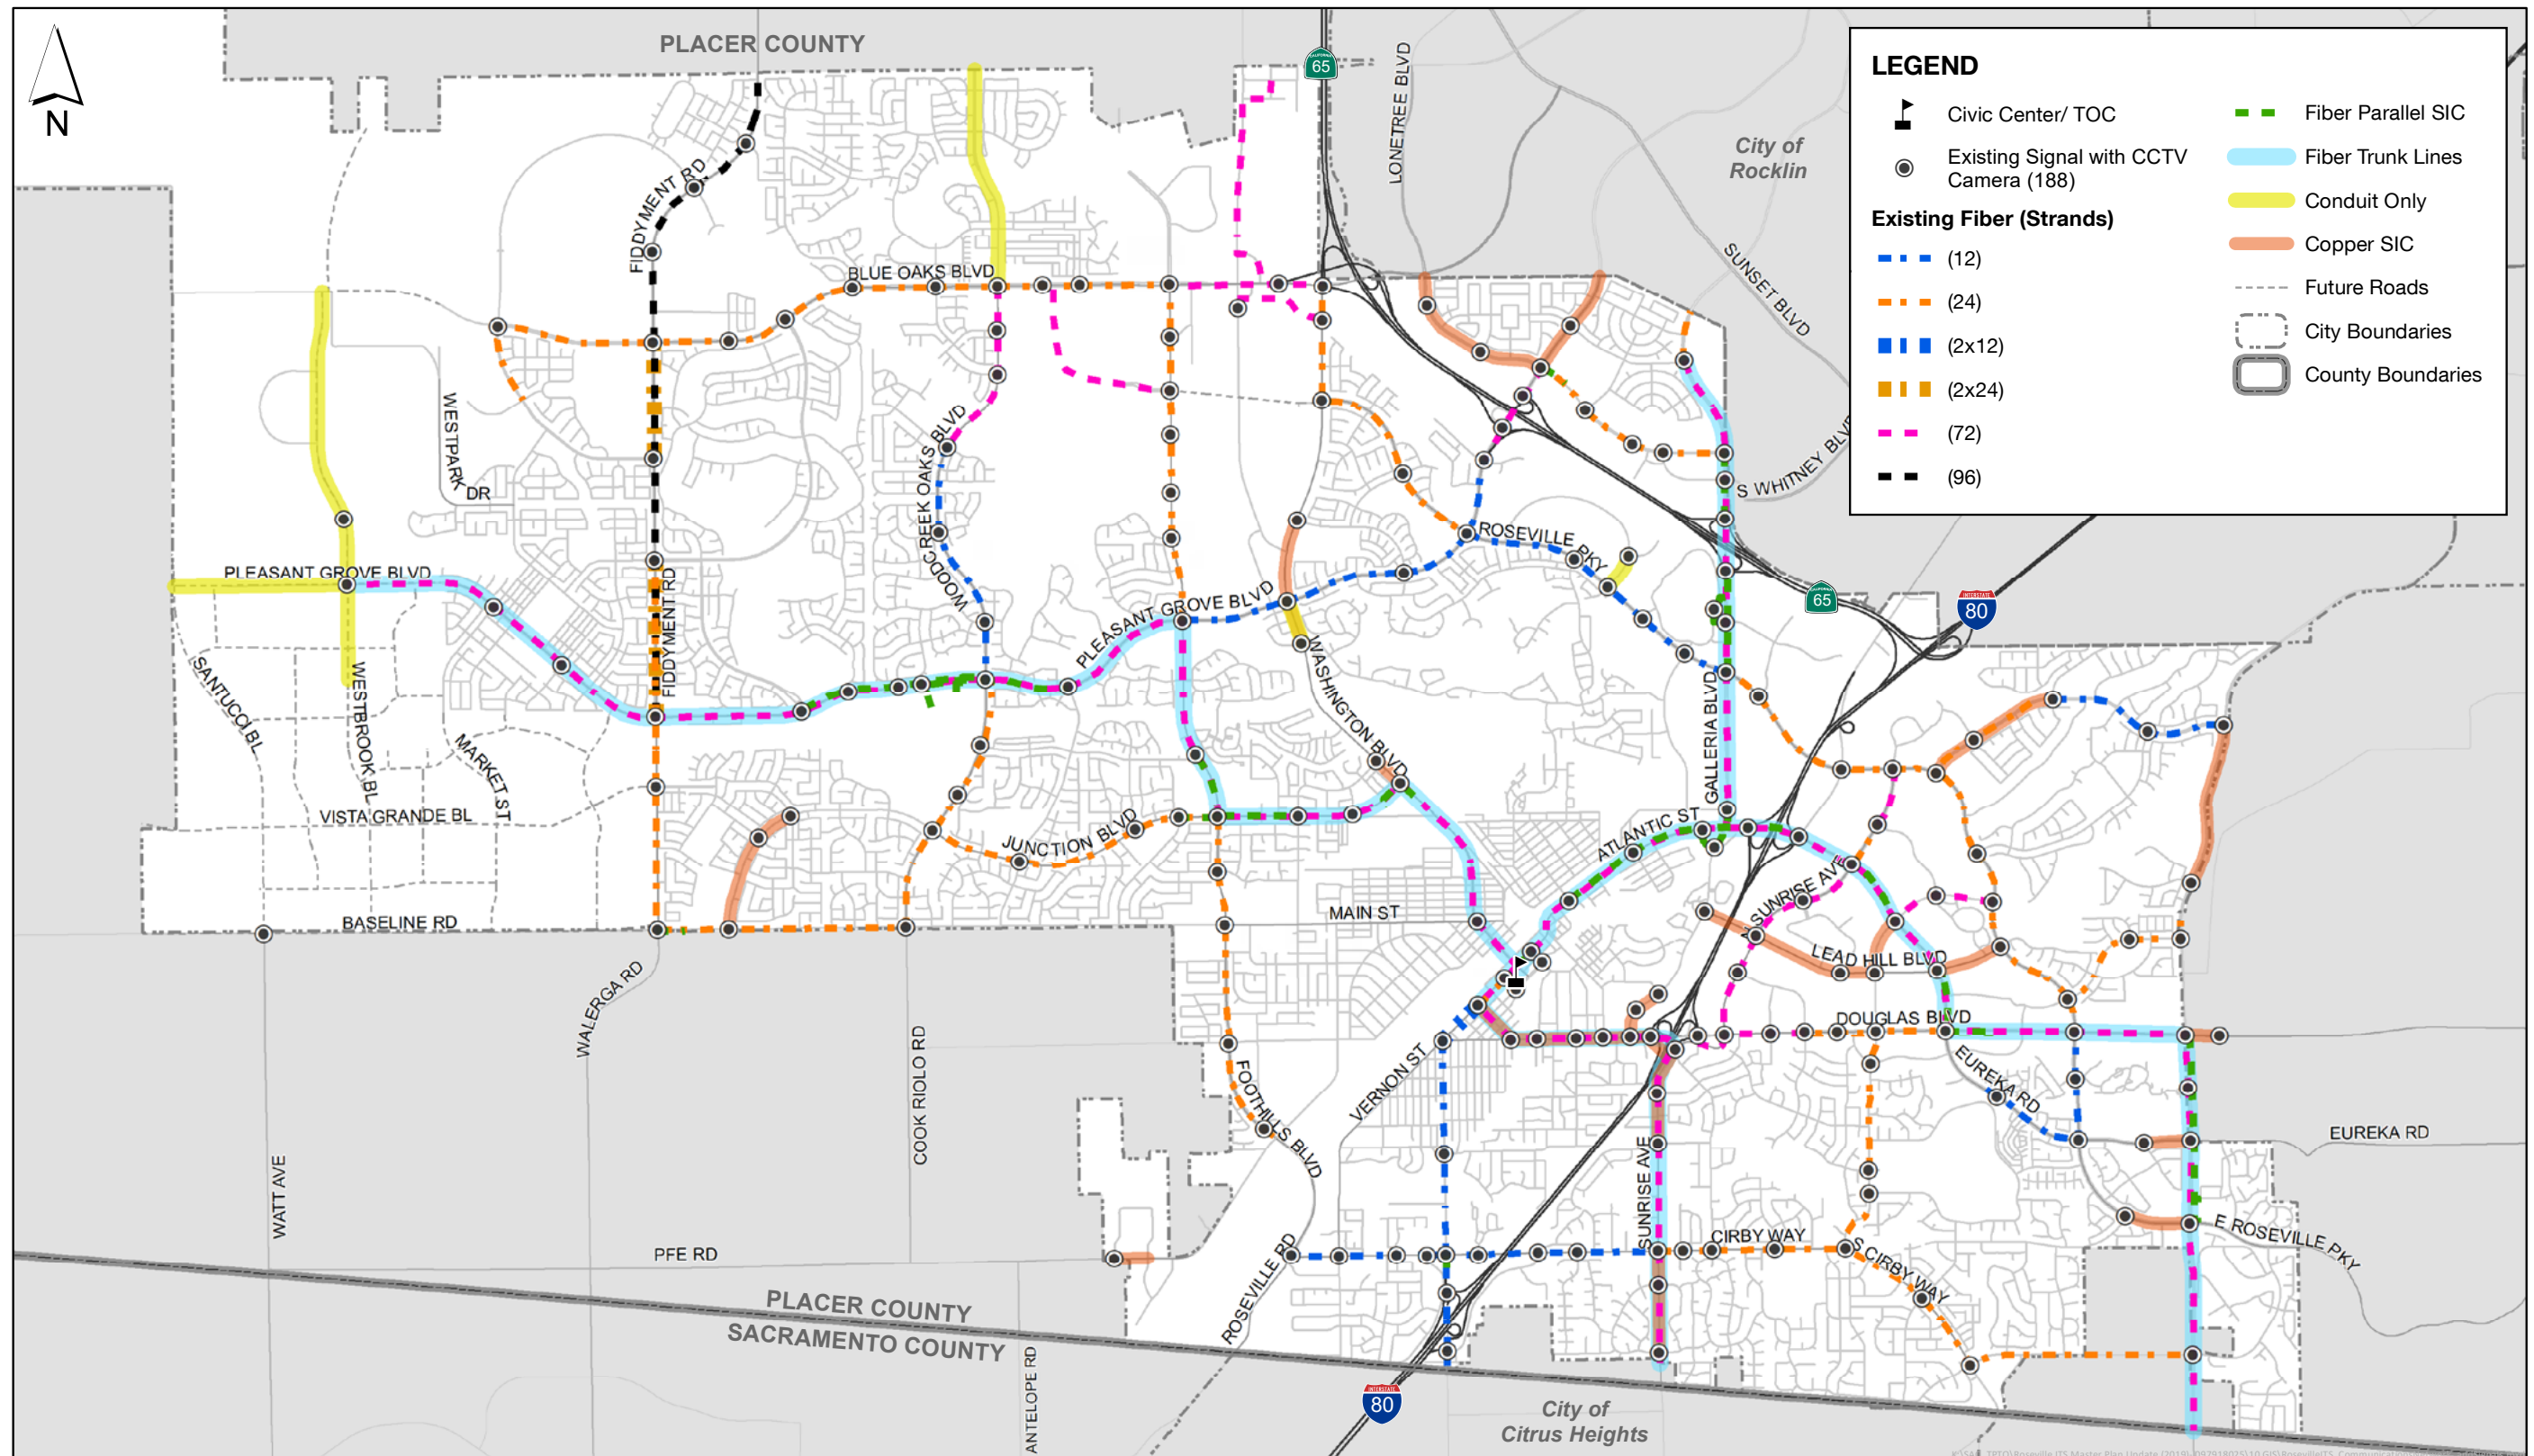 PLACER COUNTY
N
65
LONETREE BLVD
City of
Rocklin
SUNSET BLVD
S WHITNEY BLVD
LEGEND
Civic Center/ TOC
Existing Signal with CCTV
Camera (188)
Existing Fiber (Strands)
(12)
(24)
(2x12)
(2x24)
(72)
(96)
Fiber Parallel SIC
Fiber Trunk Lines
Conduit Only
Copper SIC
Future Roads
City Boundaries
County Boundaries
FIDDYMENT RD
BLUE OAKS BLVD
WESTPARK DR
WOODCREEK OAKS BLVD
ROSEVILLE PKY
PLEASANT GROVE BLVD
FIDDYMENT RD
PLEASANT GROVE BLVD
65
INTERSTATE
80
SANTUCCI BL
WESTBROOK BL
MARKET ST
VISTA GRANDE BL
WASHINGTON BLVD
GALLERIA BLVD
JUNCTION BLVD
ATLANTIC ST
N SUNRISE AVE
BASELINE RD
MAIN ST
LEAD HILL BLVD
WALERGA RD
COOK RIOLO RD
DOUGLAS BLVD
VERNON ST
EUREKA RD
EUREKA RD
FOOTHILLS BLVD
WATT AVE
SUNRISE AVE
CIRBY WAY
S CIRBY WAY
E ROSEVILLE PKY
PFE RD
ROSEVILLE RD
PLACER COUNTY
SACRAMENTO COUNTY
ANTELOPE RD
INTERSTATE
80
City of
Citrus Heights